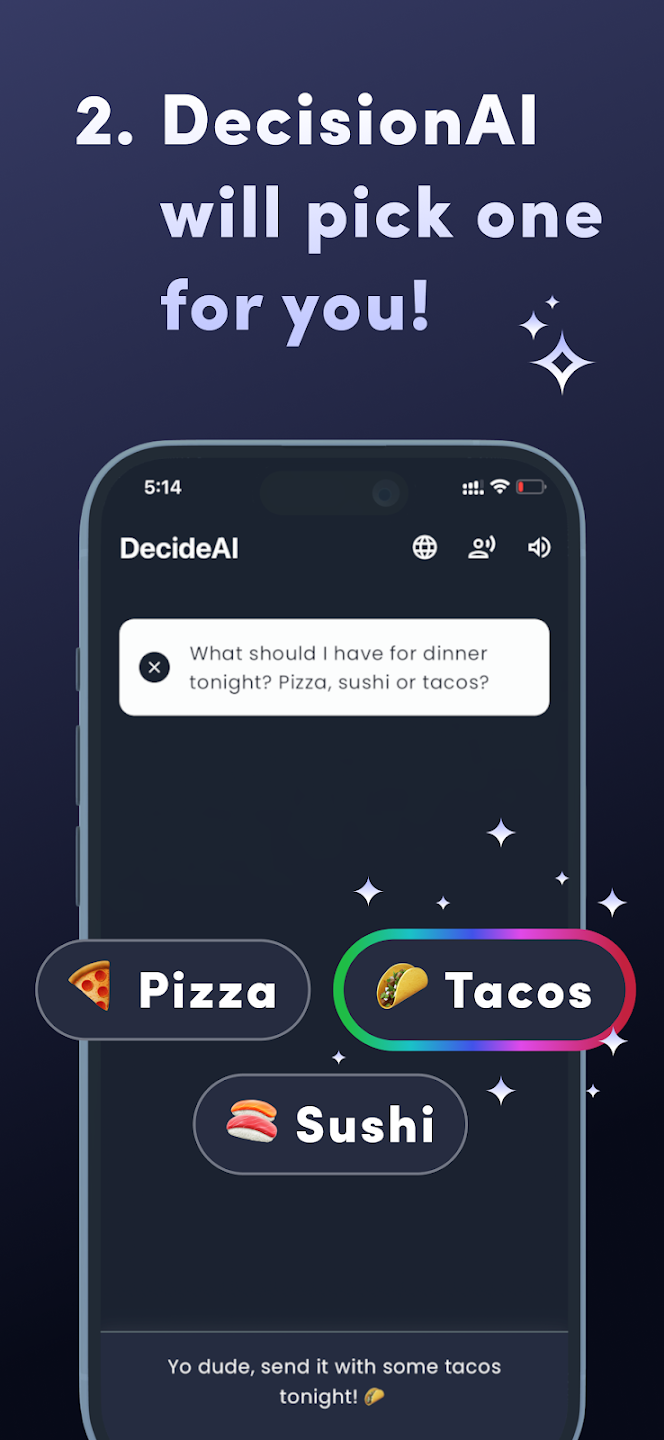 2. DecisionAI
will pick one
for you!
5:14
DecideAI
What should I have for dinner
tonight? Pizza, sushi or tacos?
🍕 Pizza
🌮 Tacos
🍣 Sushi
Yo dude, send it with some tacos
tonight! 🌮